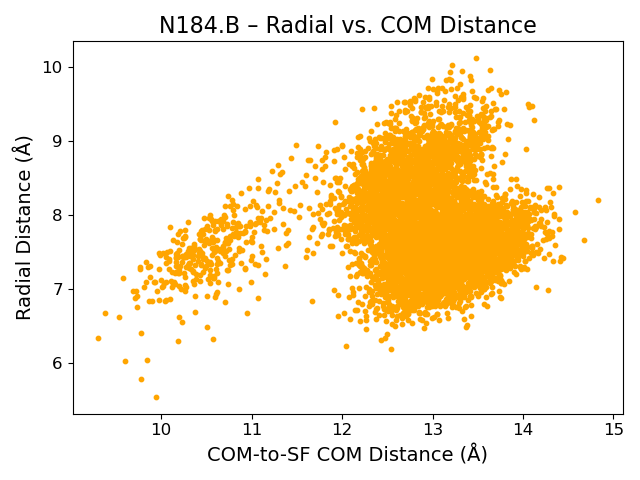 N184.B – Radial vs. COM Distance
Radial Distance (Å)
10
9
8
7
6
10 11 12 13 14 15
COM-to-SF COM Distance (Å)